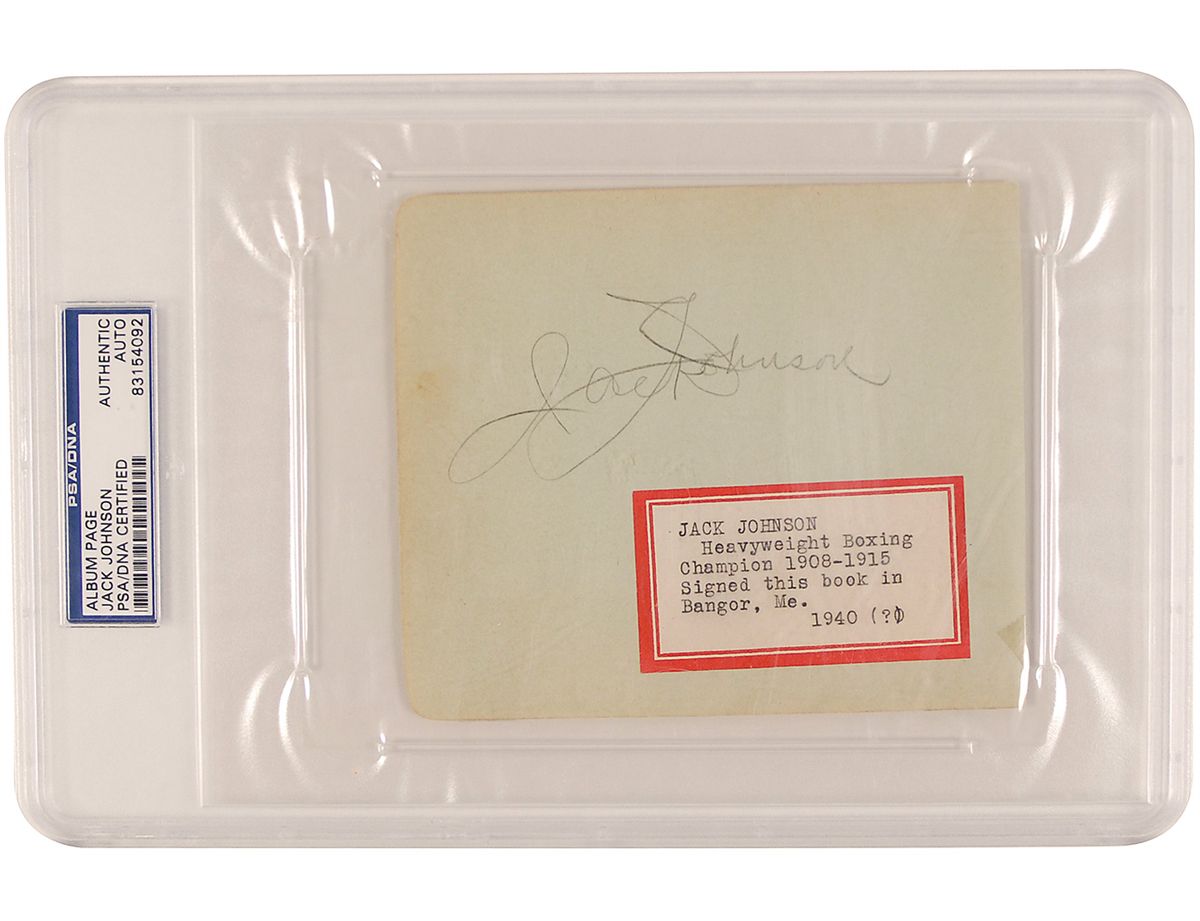 PSA/DNA
ALBUM PAGE
JACK JOHNSON
PSA/DNA CERTIFIED
AUTHENTIC
AUTO
83154092
Jack Johnson
JACK JOHNSON
Heavyweight Boxing
Champion 1908-1915
Signed this book in
Bangor, Me.
1940 (?)